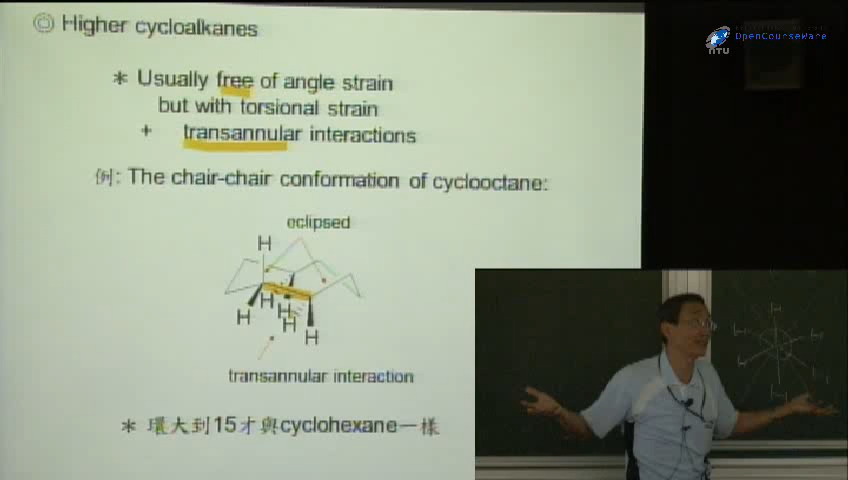 ◎ Higher cycloalkanes
NTU OpenCourseWare
* Usually free of angle strain
but with torsional strain
+ transannular interactions
例: The chair-chair conformation of cyclooctane:
eclipsed
H
H
H
H
H
H
transannular interaction
* 環大到15才與cyclohexane一樣